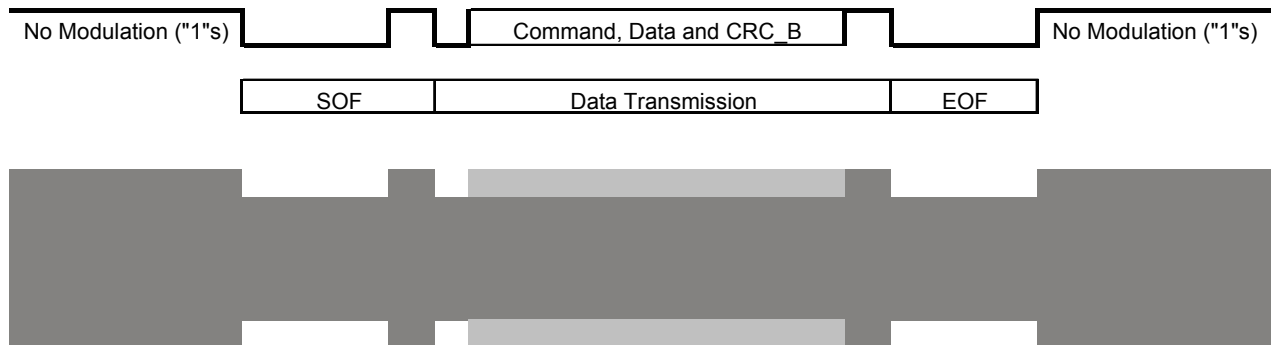 No Modulation ("1"s) Command, Data and CRC_B No Modulation ("1"s)
SOF Data Transmission EOF